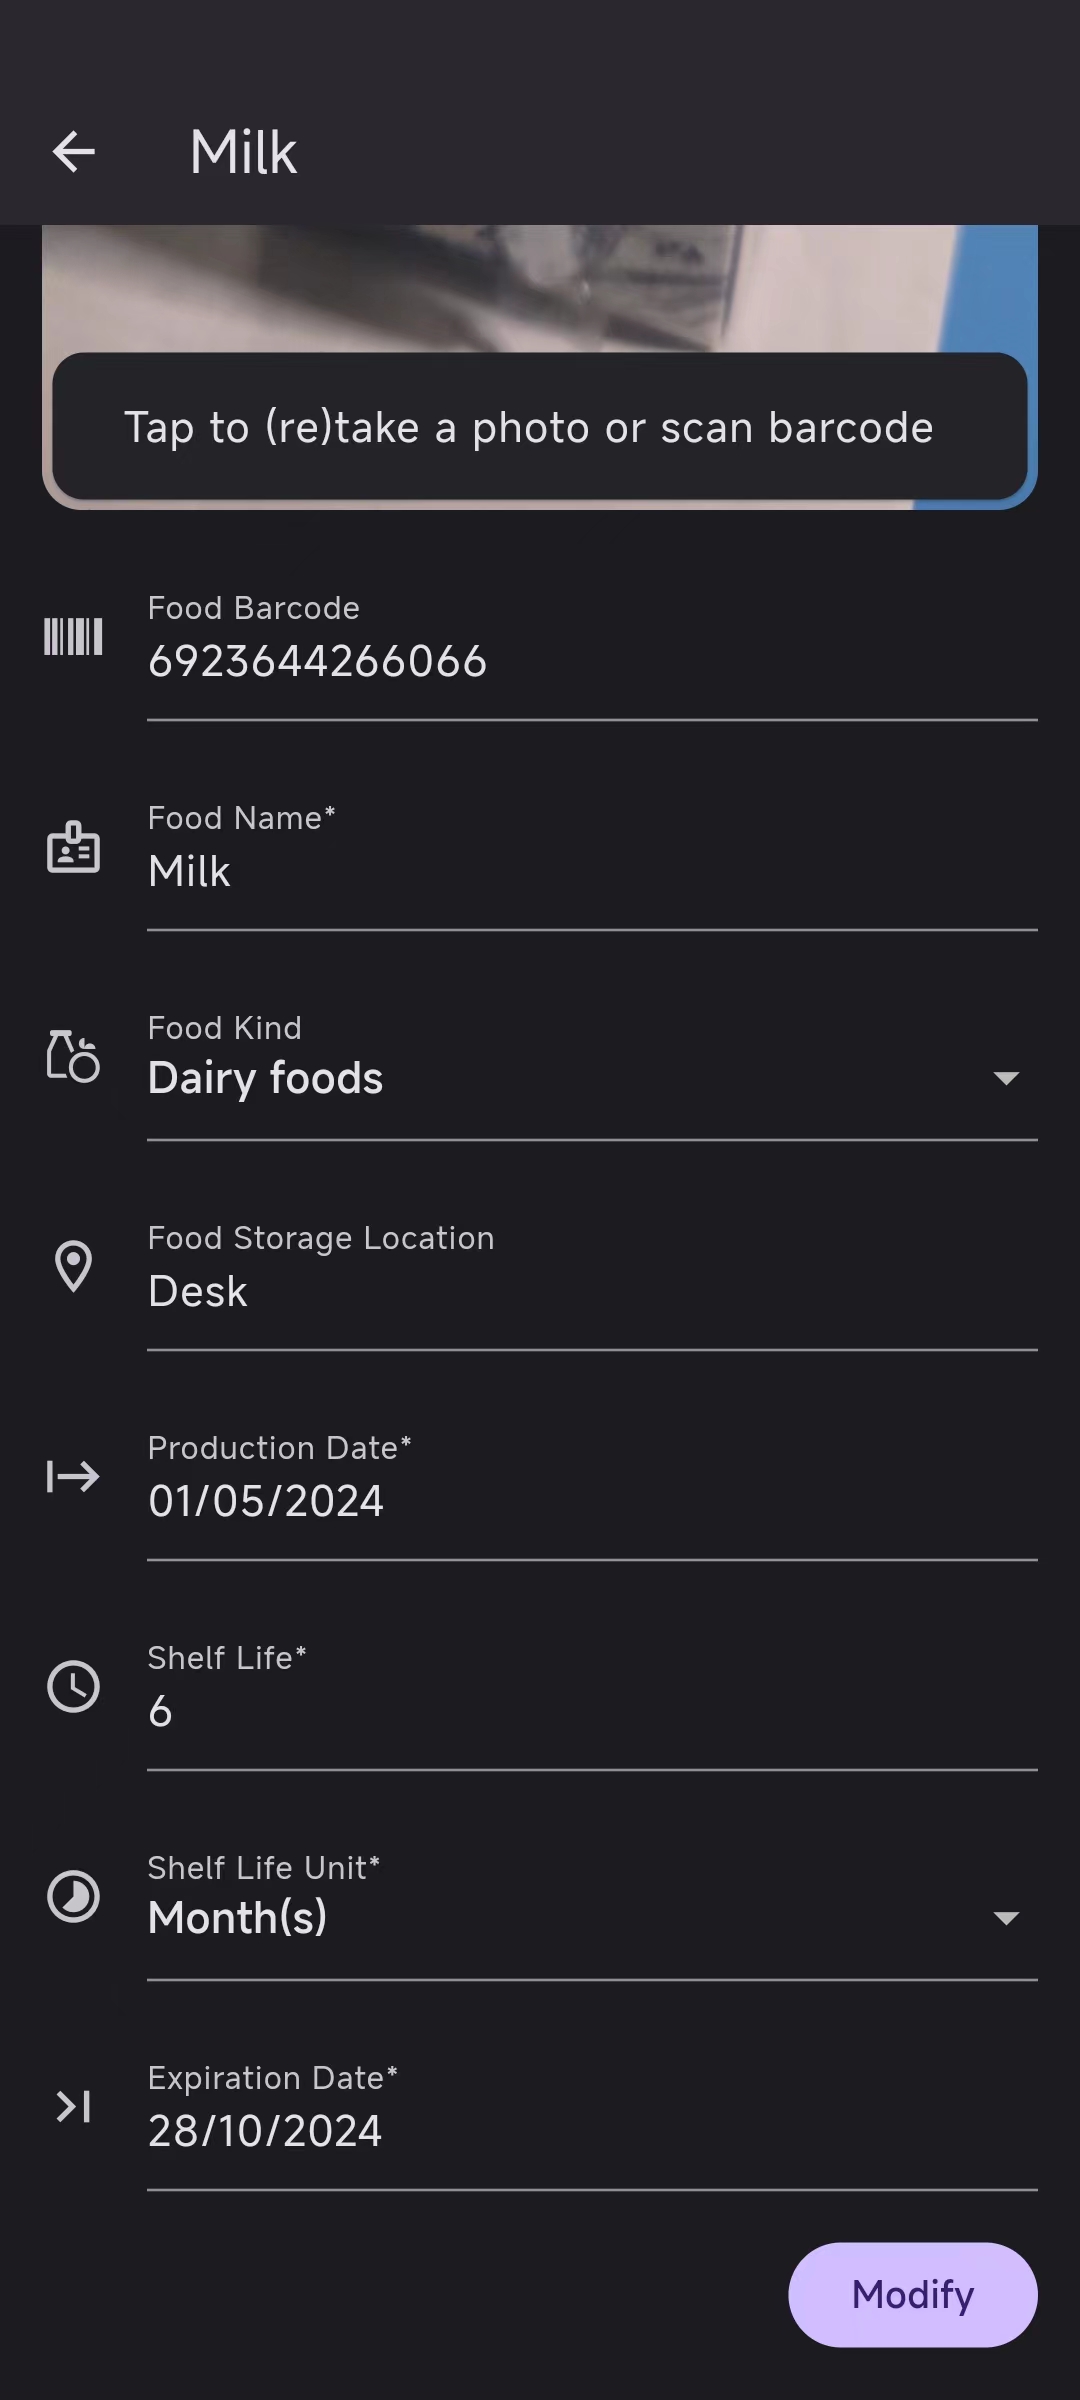 Milk
Tap to (re)take a photo or scan barcode
Food Barcode
6923644266066
Food Name*
Milk
Food Kind
Dairy foods
Food Storage Location
Desk
Production Date*
01/05/2024
Shelf Life*
6
Shelf Life Unit*
Month(s)
Expiration Date*
28/10/2024
Modify